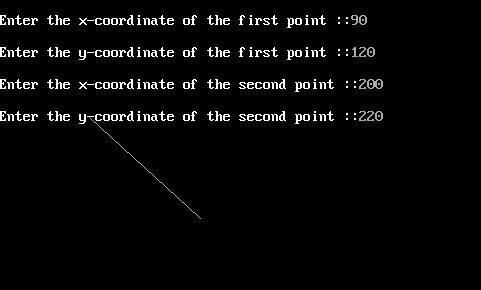 Enter the x-coordinate of the first point ::90
Enter the y-coordinate of the first point ::120
Enter the x-coordinate of the second point ::200
Enter the y-coordinate of the second point ::220